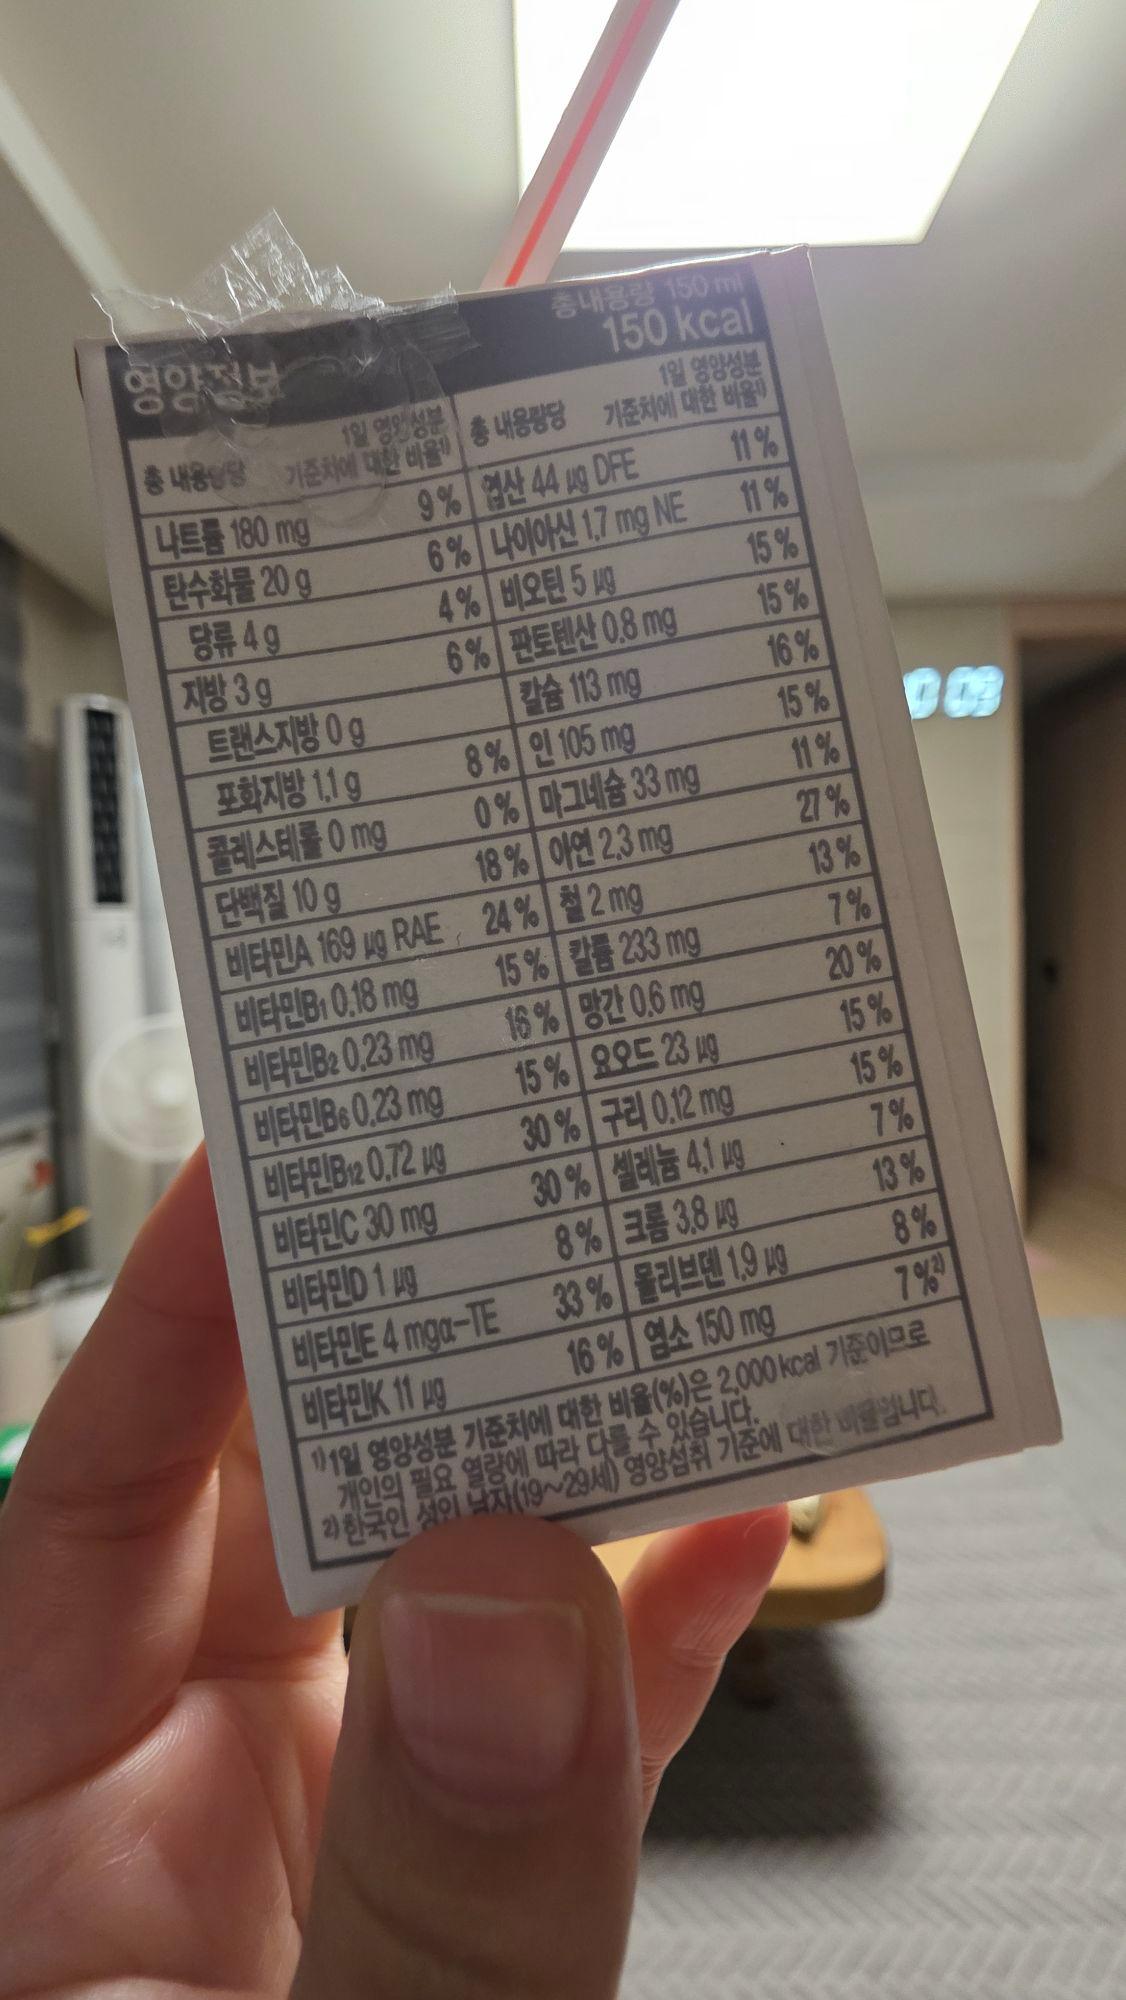 영양정보
총 내용량 150 ml
150 kcal
총 내용량당 1일 영양성분 기준치에 대한 비율1)
나트륨 180 mg 9 %
탄수화물 20 g 6 %
당류 4 g 4 %
지방 3 g 6 %
트랜스지방 0 g
포화지방 1.1 g 8 %
콜레스테롤 0 mg 0 %
단백질 10 g 18 %
비타민A 169 μg RAE 24 %
비타민B1 0.18 mg 15 %
비타민B2 0.23 mg 16 %
비타민B6 0.23 mg 15 %
비타민B12 0.72 μg 30 %
비타민C 30 mg 30 %
비타민D 1 μg 8 %
비타민E 4 mgα-TE 33 %
비타민K 11 μg 16 %
총 내용량당 1일 영양성분 기준치에 대한 비율1)
엽산 44 μg DFE 11 %
나이아신 1.7 mg NE 11 %
비오틴 5 μg 15 %
판토텐산 0.8 mg 15 %
칼슘 113 mg 16 %
인 105 mg 15 %
마그네슘 33 mg 11 %
아연 2.3 mg 27 %
철 2 mg 13 %
칼륨 233 mg 7 %
망간 0.6 mg 20 %
요오드 23 μg 15 %
구리 0.12 mg 15 %
셀레늄 4.1 μg 7 %
크롬 3.8 μg 13 %
몰리브덴 1.9 μg 8 %
염소 150 mg 7 %2)
1) 1일 영양성분 기준치에 대한 비율(%)은 2,000 kcal 기준이므로
개인의 필요 열량에 따라 다를 수 있습니다.
2) 한국인 성인 남자(19~29세) 영양섭취 기준에 대한 비율입니다.